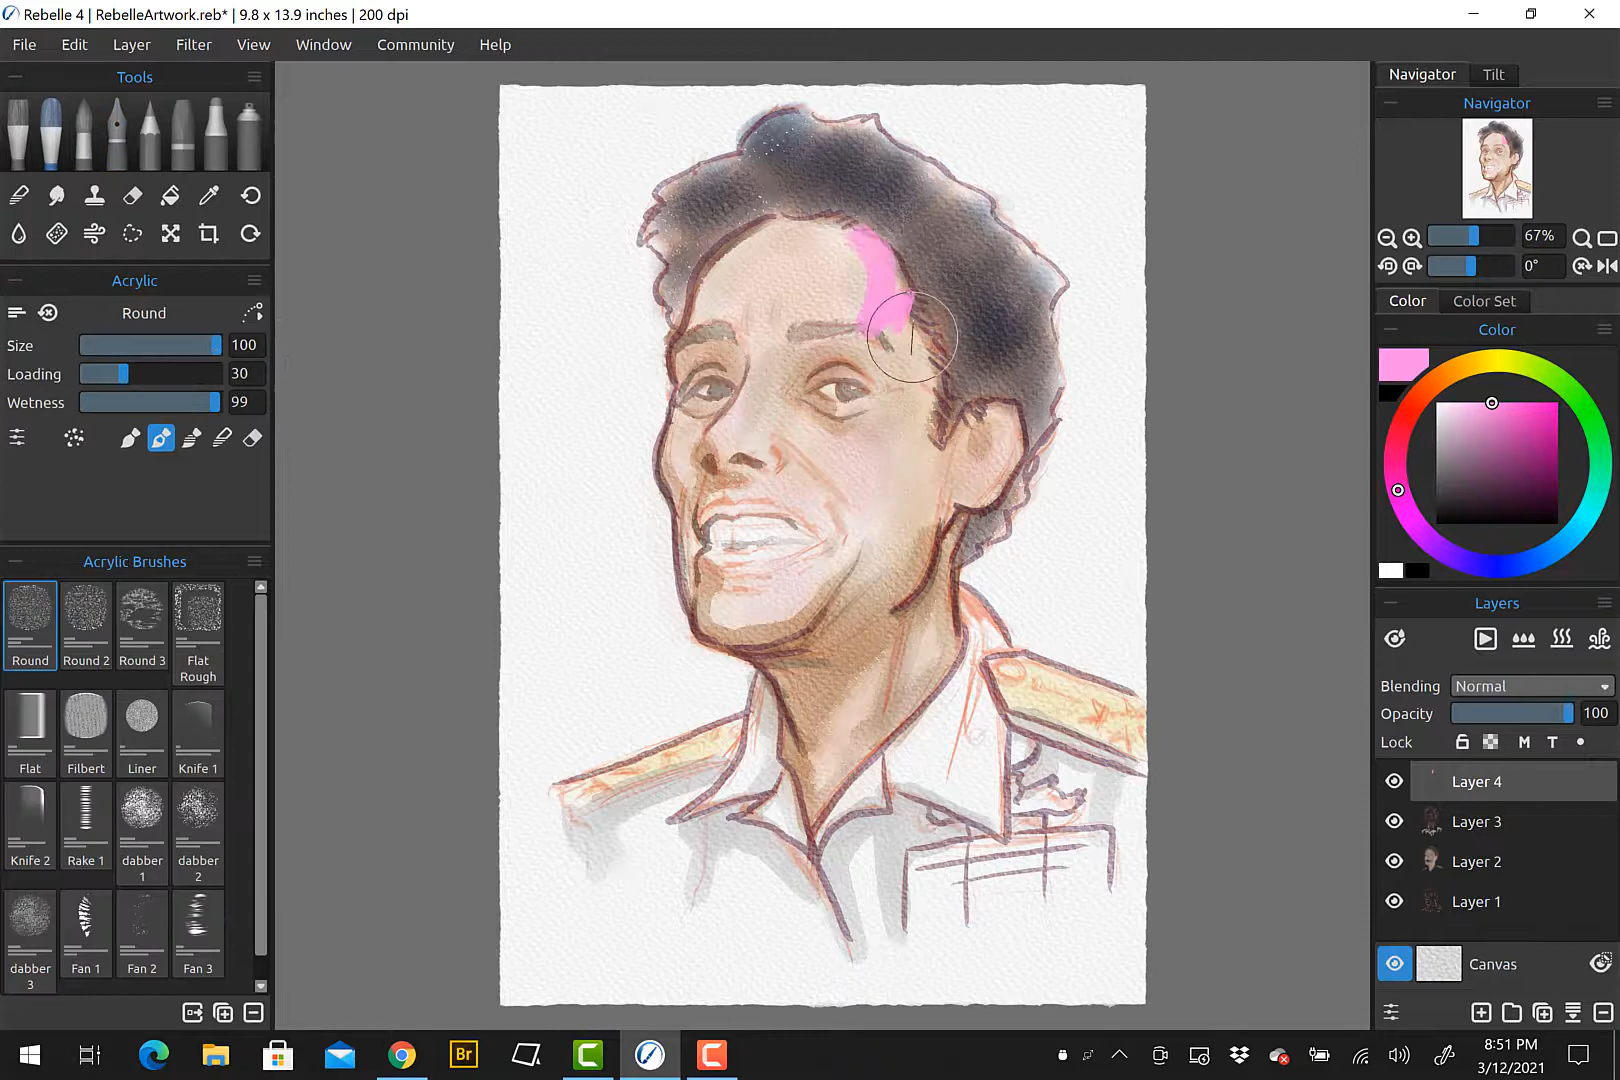 Rebelle 4 | RebelleArtwork.reb* | 9.8 x 13.9 inches | 200 dpi
File Edit Layer Filter View Window Community Help
Tools
Acrylic
Round
Size 100
Loading 30
Wetness 99
Acrylic Brushes
Round Round 2 Round 3 Flat Rough
Flat Filbert Liner Knife 1
Knife 2 Rake 1 dabber 1 dabber 2
dabber 3 Fan 1 Fan 2 Fan 3
Navigator Tilt
Navigator
67%
0°
Color Color Set
Color
Layers
Blending Normal
Opacity 100
Lock M T
Layer 4
Layer 3
Layer 2
Layer 1
Canvas
Br
8:51 PM
3/12/2021